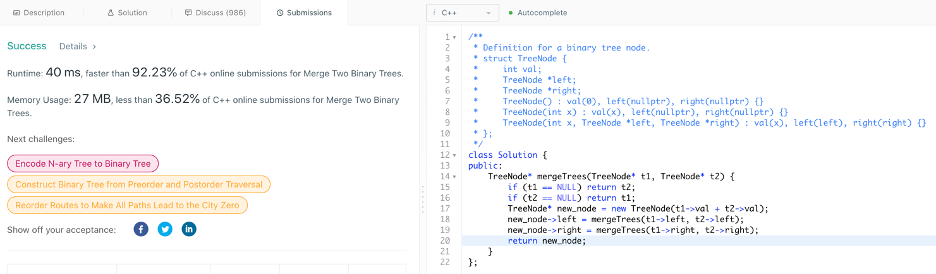 Description
Solution
Discuss (986)
Submissions
Success Details >
Runtime: 40 ms, faster than 92.23% of C++ online submissions for Merge Two Binary Trees.
Memory Usage: 27 MB, less than 36.52% of C++ online submissions for Merge Two Binary
Trees.
Next challenges:
Encode N-ary Tree to Binary Tree
Construct Binary Tree from Preorder and Postorder Traversal
Reorder Routes to Make All Paths Lead to the City Zero
Show off your acceptance:
i C++
Autocomplete
1 /**
2  * Definition for a binary tree node.
3  * struct TreeNode {
4  *     int val;
5  *     TreeNode *left;
6  *     TreeNode *right;
7  *     TreeNode() : val(0), left(nullptr), right(nullptr) {}
8  *     TreeNode(int x) : val(x), left(nullptr), right(nullptr) {}
9  *     TreeNode(int x, TreeNode *left, TreeNode *right) : val(x), left(left), right(right) {}
10  * };
11  */
12 class Solution {
13 public:
14     TreeNode* mergeTrees(TreeNode* t1, TreeNode* t2) {
15         if (t1 == NULL) return t2;
16         if (t2 == NULL) return t1;
17         TreeNode* new_node = new TreeNode(t1->val + t2->val);
18         new_node->left = mergeTrees(t1->left, t2->left);
19         new_node->right = mergeTrees(t1->right, t2->right);
20         return new_node;
21     }
22 };